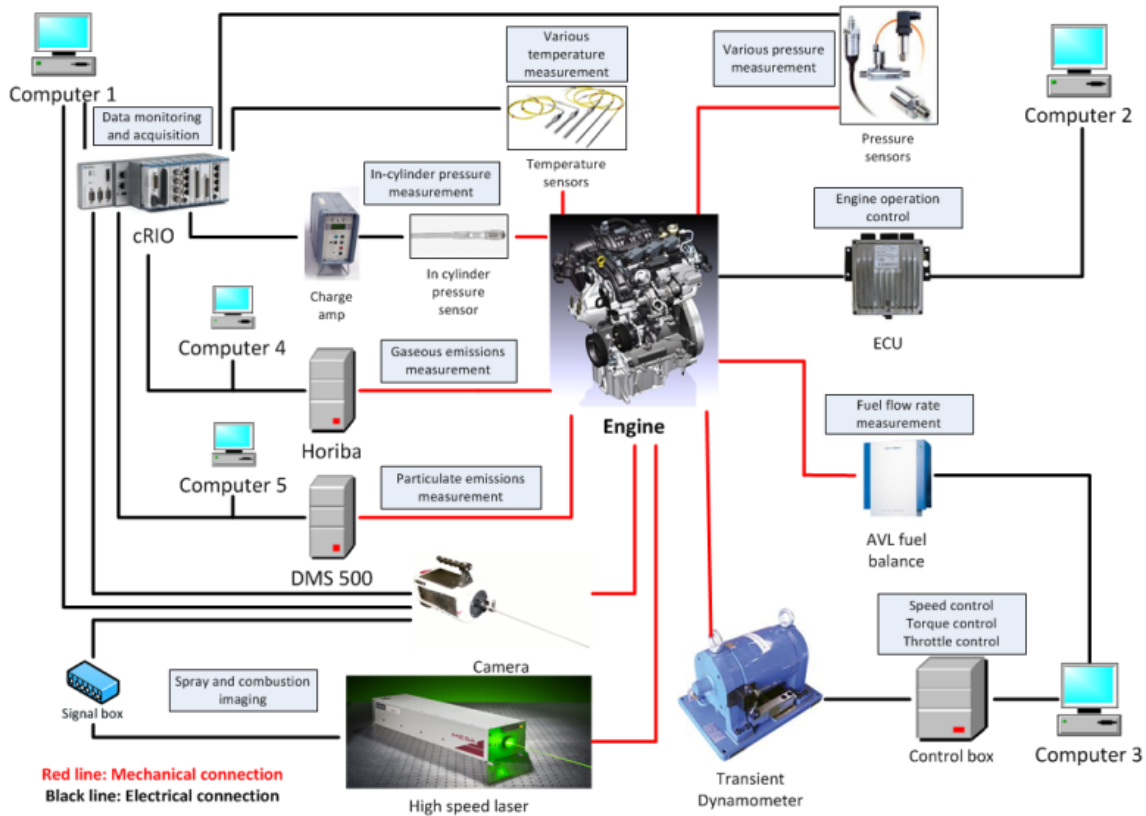 Computer 1
Data monitoring
and acquisition
cRIO
Various
temperature
measurement
Temperature
sensors
Various pressure
measurement
Pressure
sensors
Computer 2
In-cylinder pressure
measurement
Charge
amp
In cylinder
pressure
sensor
Engine operation
control
ECU
Computer 4
Gaseous emissions
measurement
Horiba
Engine
Fuel flow rate
measurement
AVL fuel
balance
Computer 5
Particulate emissions
measurement
DMS 500
Camera
Speed control
Torque control
Throttle control
Signal box
Spray and combustion
imaging
MESA
High speed laser
Transient
Dynamometer
Control box
Computer 3
Red line: Mechanical connection
Black line: Electrical connection